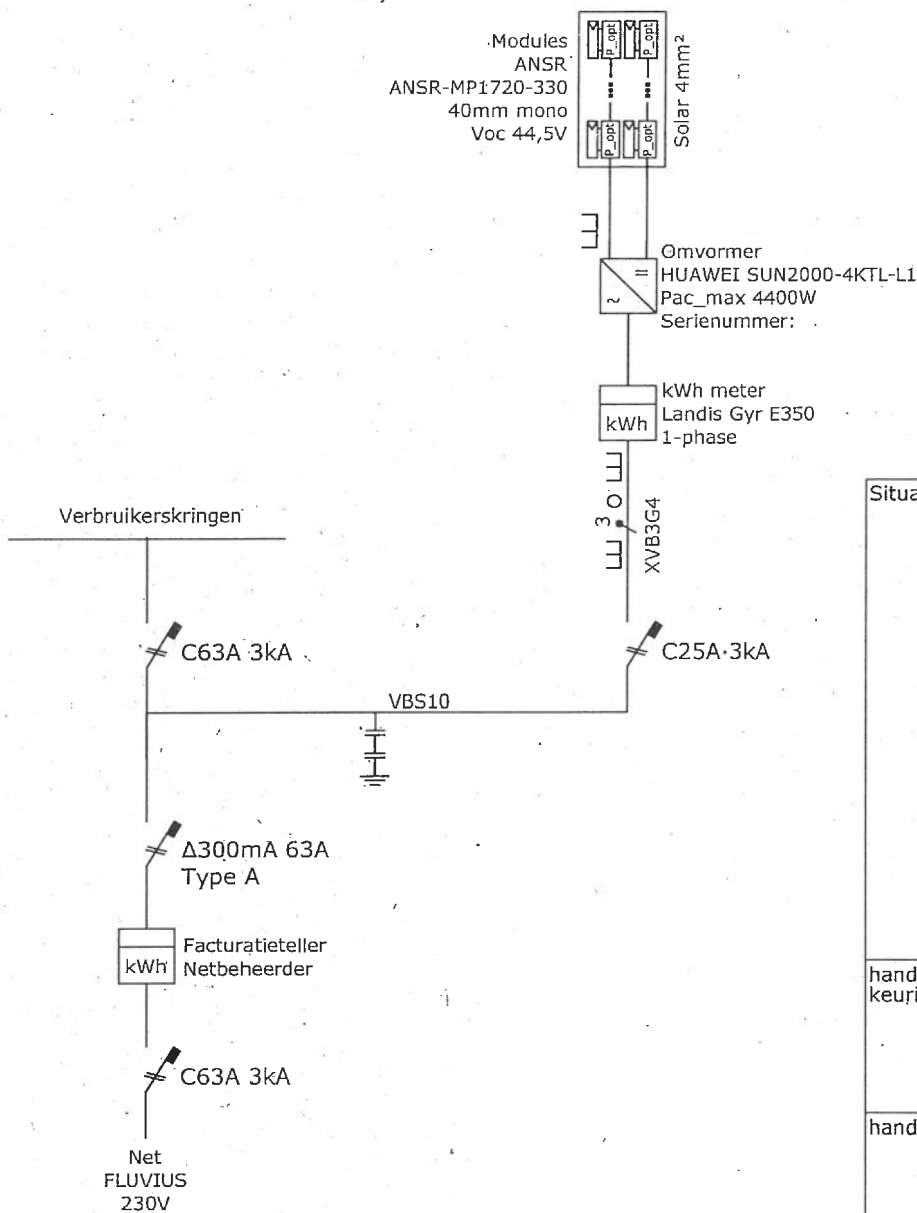 Modules
ANSR
ANSR-MP1720-330
40mm mono
Voc 44,5V
P_opt
P_opt
P_opt
P_opt
Solar 4mm²
Omvormer
HUAWEI SUN2000-4KTL-L1
Pac_max 4400W
Serienummer:
kWh meter
Landis Gyr E350
1-phase
kWh
3
XVB3G4
Verbruikerskringen
C63A 3kA
C25A 3kA
VBS10
Δ300mA 63A
Type A
Facturatieteller
Netbeheerder
kWh
C63A 3kA
Net
FLUVIUS
230V
Situa
hand
keuri
hand